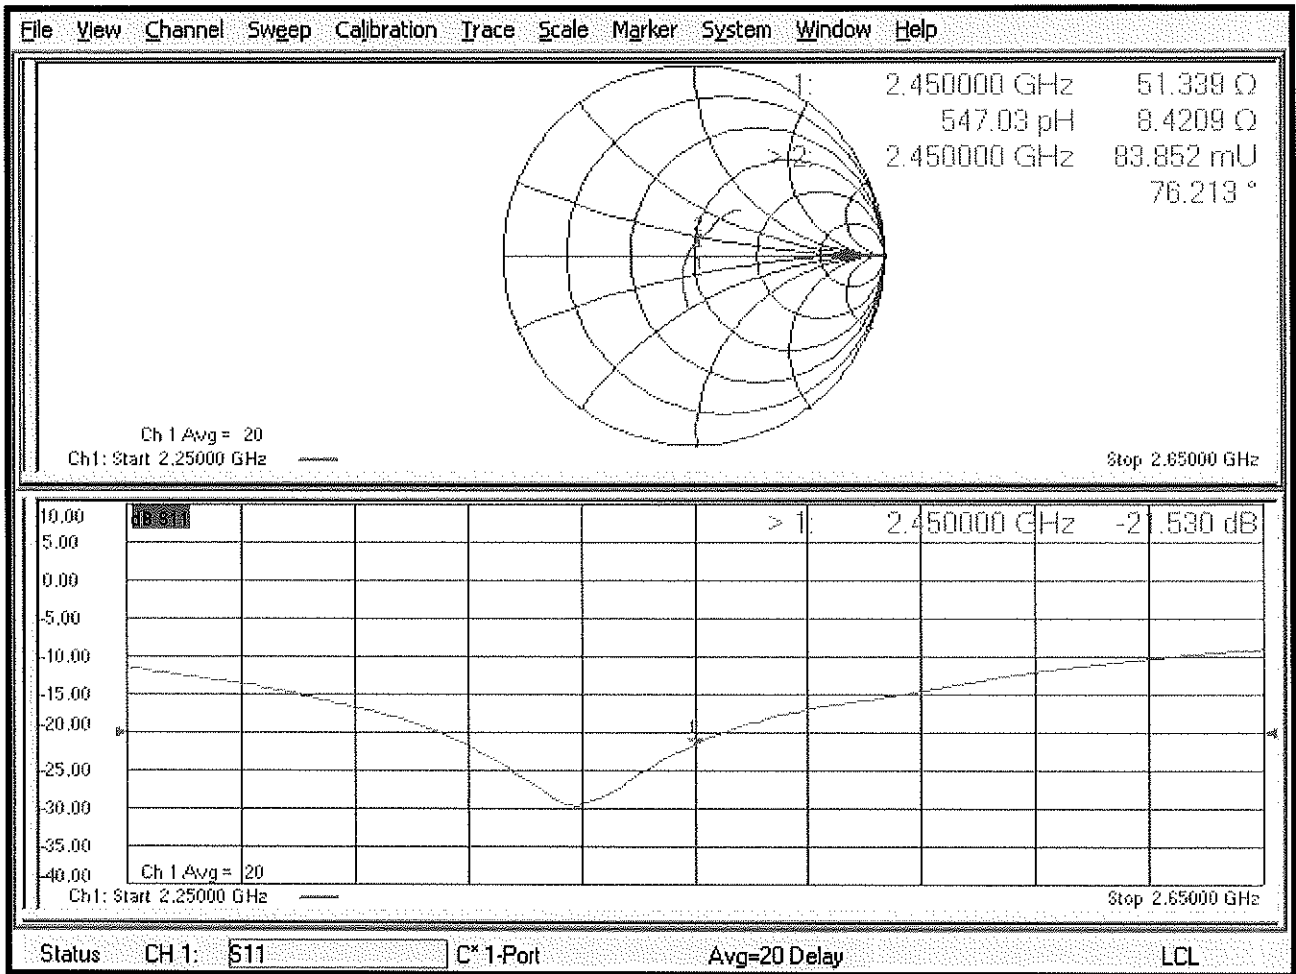 File View Channel Sweep Calibration Trace Scale Marker System Window Help
1: 2.450000 GHz 51.339 Ω
547.03 pH 8.4209 Ω
> 2: 2.450000 GHz 83.852 mU
76.213 °
Ch 1 Avg = 20
Ch1: Start 2.25000 GHz
Stop 2.65000 GHz
10.00
dB S11
> 1: 2.450000 GHz -21.530 dB
5.00
0.00
-5.00
-10.00
-15.00
-20.00
1
-25.00
-30.00
-35.00
-40.00
Ch 1 Avg = 20
Ch1: Start 2.25000 GHz
Stop 2.65000 GHz
Status CH 1: S11 C* 1-Port Avg=20 Delay LCL